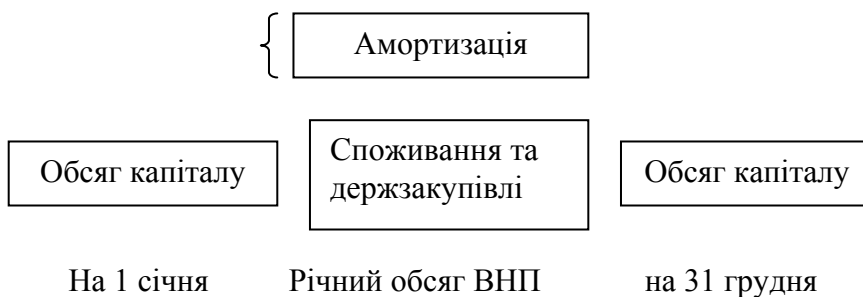 Амортизація
Обсяг капіталу
Споживання та
держзакупівлі
Обсяг капіталу
На 1 січня
Річний обсяг ВНП
на 31 грудня